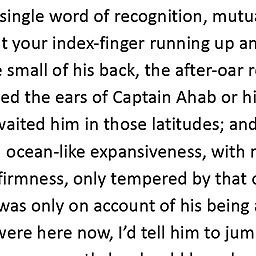 single word of recognition, mutu
t your index-finger running up an
small of his back, the after-oar
ed the ears of Captain Ahab or hi
waited him in those latitudes; and
ocean-like expansiveness, with
firmness, only tempered by that
was only on account of his being
were here now, I'd tell him to jum